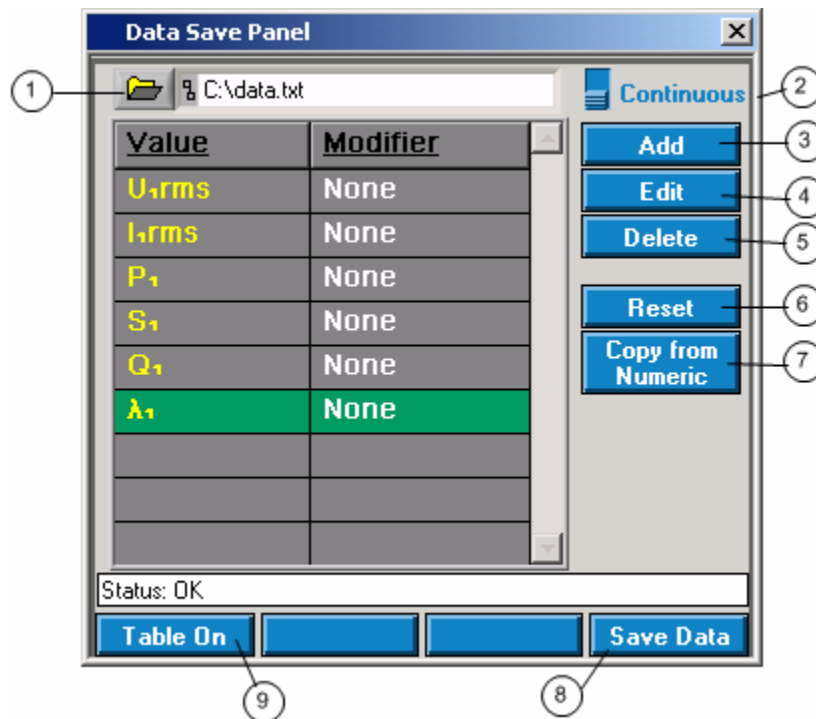 Data Save Panel
1 C:\data.txt Continuous 2
Value Modifier Add 3
U₁rms None Edit 4
I₁rms None Delete 5
P₁ None
S₁ None Reset 6
Q₁ None Copy from Numeric 7
λ₁ None
Status: OK
Table On Save Data
9 8